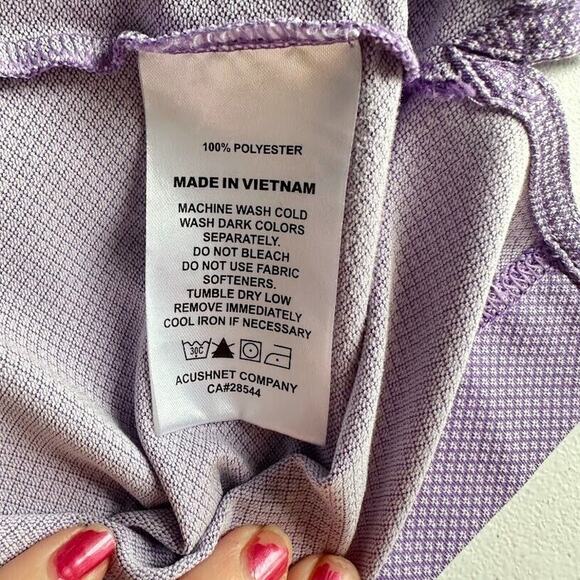 100% POLYESTER
MADE IN VIETNAM
MACHINE WASH COLD
WASH DARK COLORS
SEPARATELY.
DO NOT BLEACH
DO NOT USE FABRIC
SOFTENERS.
TUMBLE DRY LOW
REMOVE IMMEDIATELY
COOL IRON IF NECESSARY
30C
ACUSHNET COMPANY
CA#28544